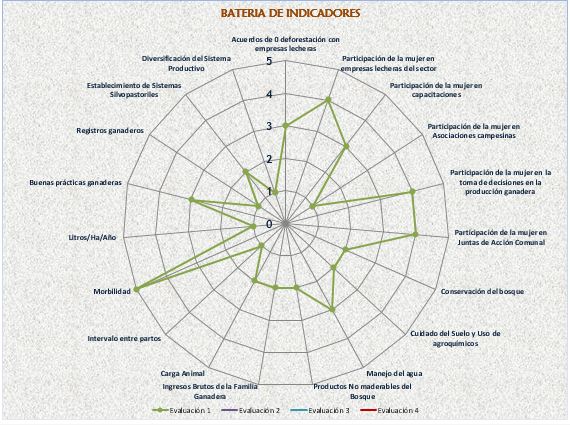 BATERIA DE INDICADORES
Acuerdos de 0 deforestación con
empresas lecheras
Diversificación del Sistema
Productivo
Participación de la mujer en
empresas lecheras del sector
Establecimiento de Sistemas
Silvopastoriles
Participación de la mujer en
capacitaciones
Registros ganaderos
Participación de la mujer en
Asociaciones campesinas
Buenas prácticas ganaderas
Participación de la mujer en la
toma de decisiones en la
producción ganadera
Litros/Ha/Año
Participación de la mujer en
Juntas de Acción Comunal
Morbilidad
Conservación del bosque
Intervalo entre partos
Cuidado del Suelo y Uso de
agroquímicos
Carga Animal
Manejo del agua
Ingresos Brutos de la Familia
Ganadera
Productos No maderables del
Bosque
5
4
3
2
1
0
Evaluación 1
Evaluación 2
Evaluación 3
Evaluación 4